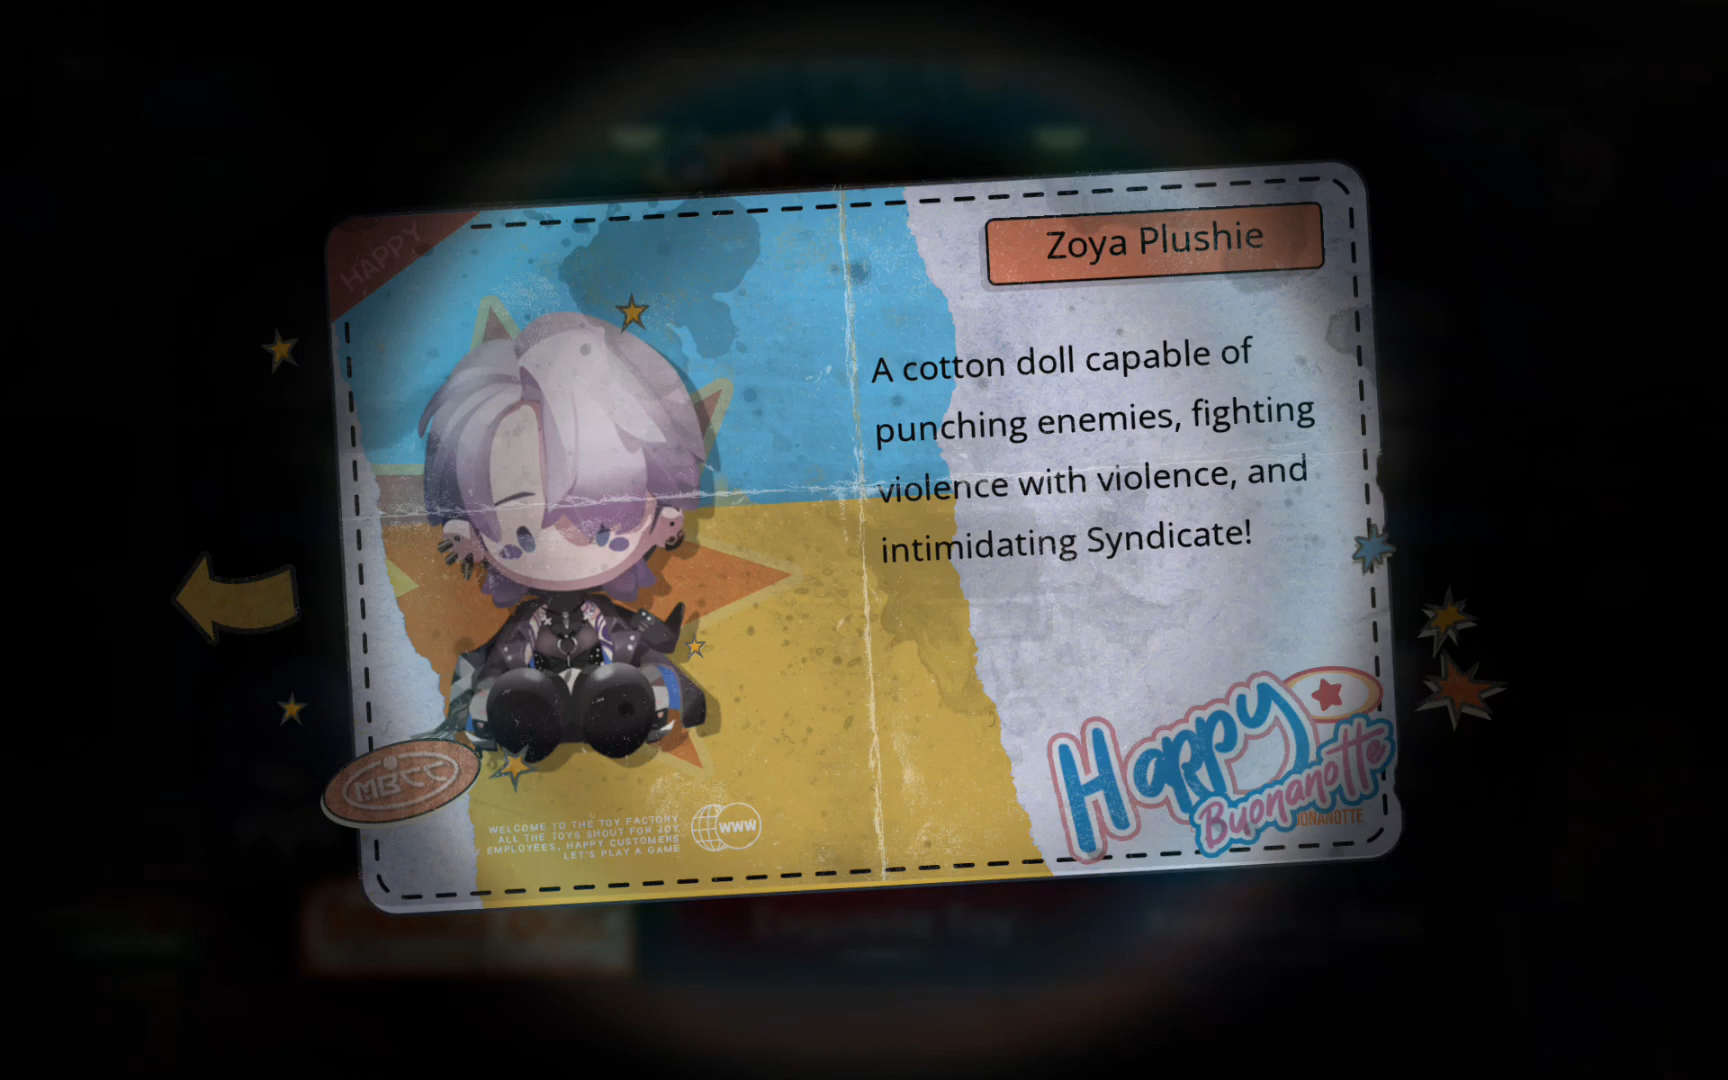 HAPPY
Zoya Plushie
A cotton doll capable of
punching enemies, fighting
violence with violence, and
intimidating Syndicate!
MBCC
WELCOME TO THE TOY FACTORY
ALL THE TOYS SHOUT FOR JOY
EMPLOYEES, HAPPY CUSTOMERS
LET'S PLAY A GAME
WWW
Happy
Buonanotte